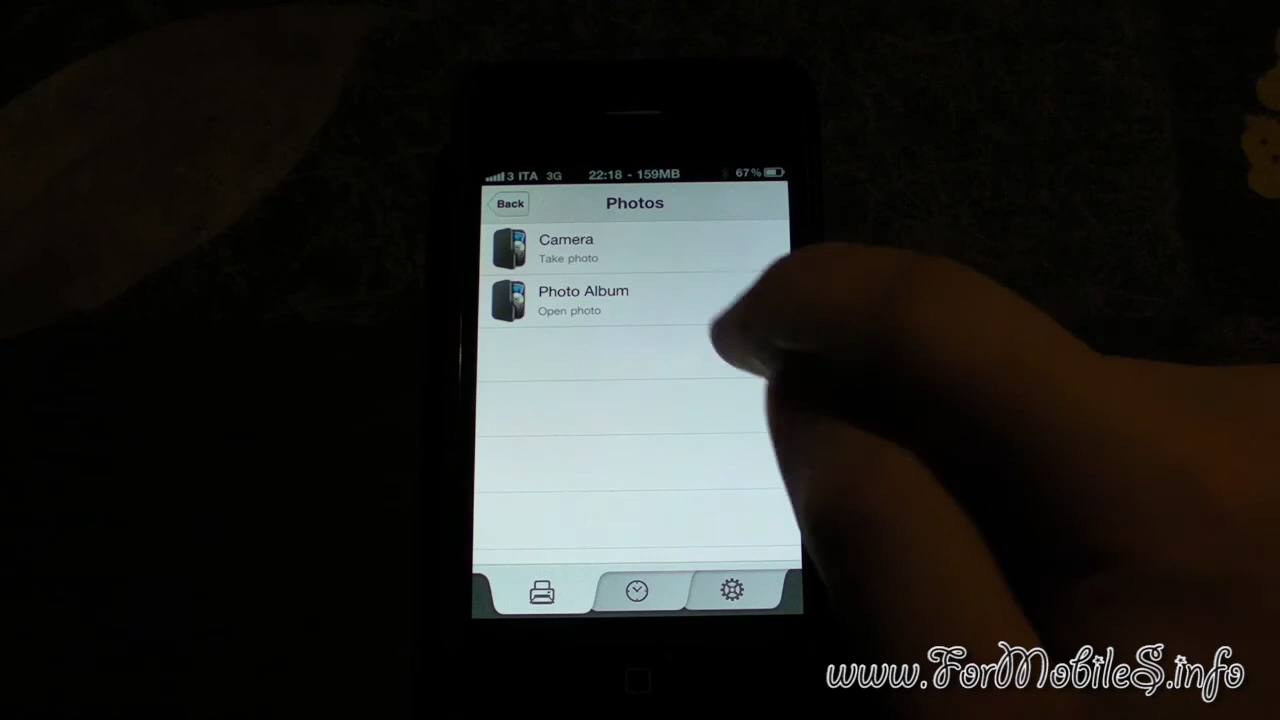 3 ITA 3G 22:18 - 159MB 67%
Back Photos
Camera
Take photo
Photo Album
Open photo
www.ForMobileS.info